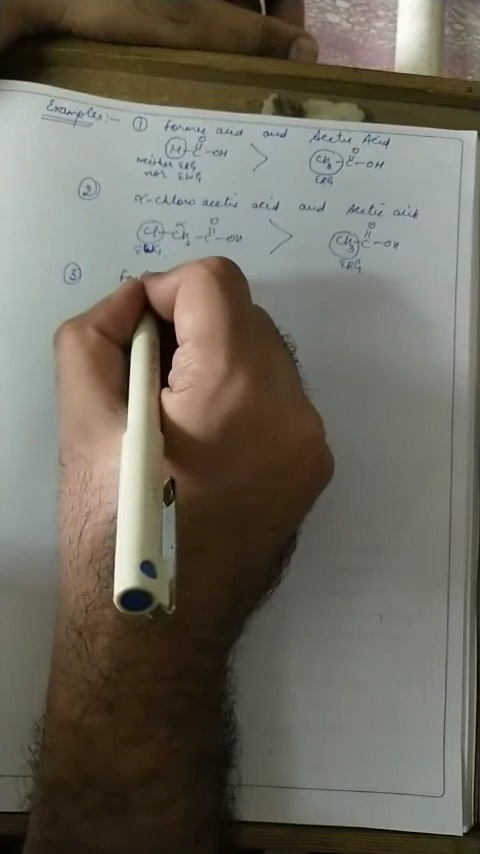 Examples:- ① Formic acid and Acetic Acid
H-C-OH > CH₃-C-OH
O O
neither ERG ERG
nor EWG
② α-chloro acetic acid and Acetic acid
O O
Cl-CH₂-C-OH > CH₃-C-OH
EWG ERG
③ Fo